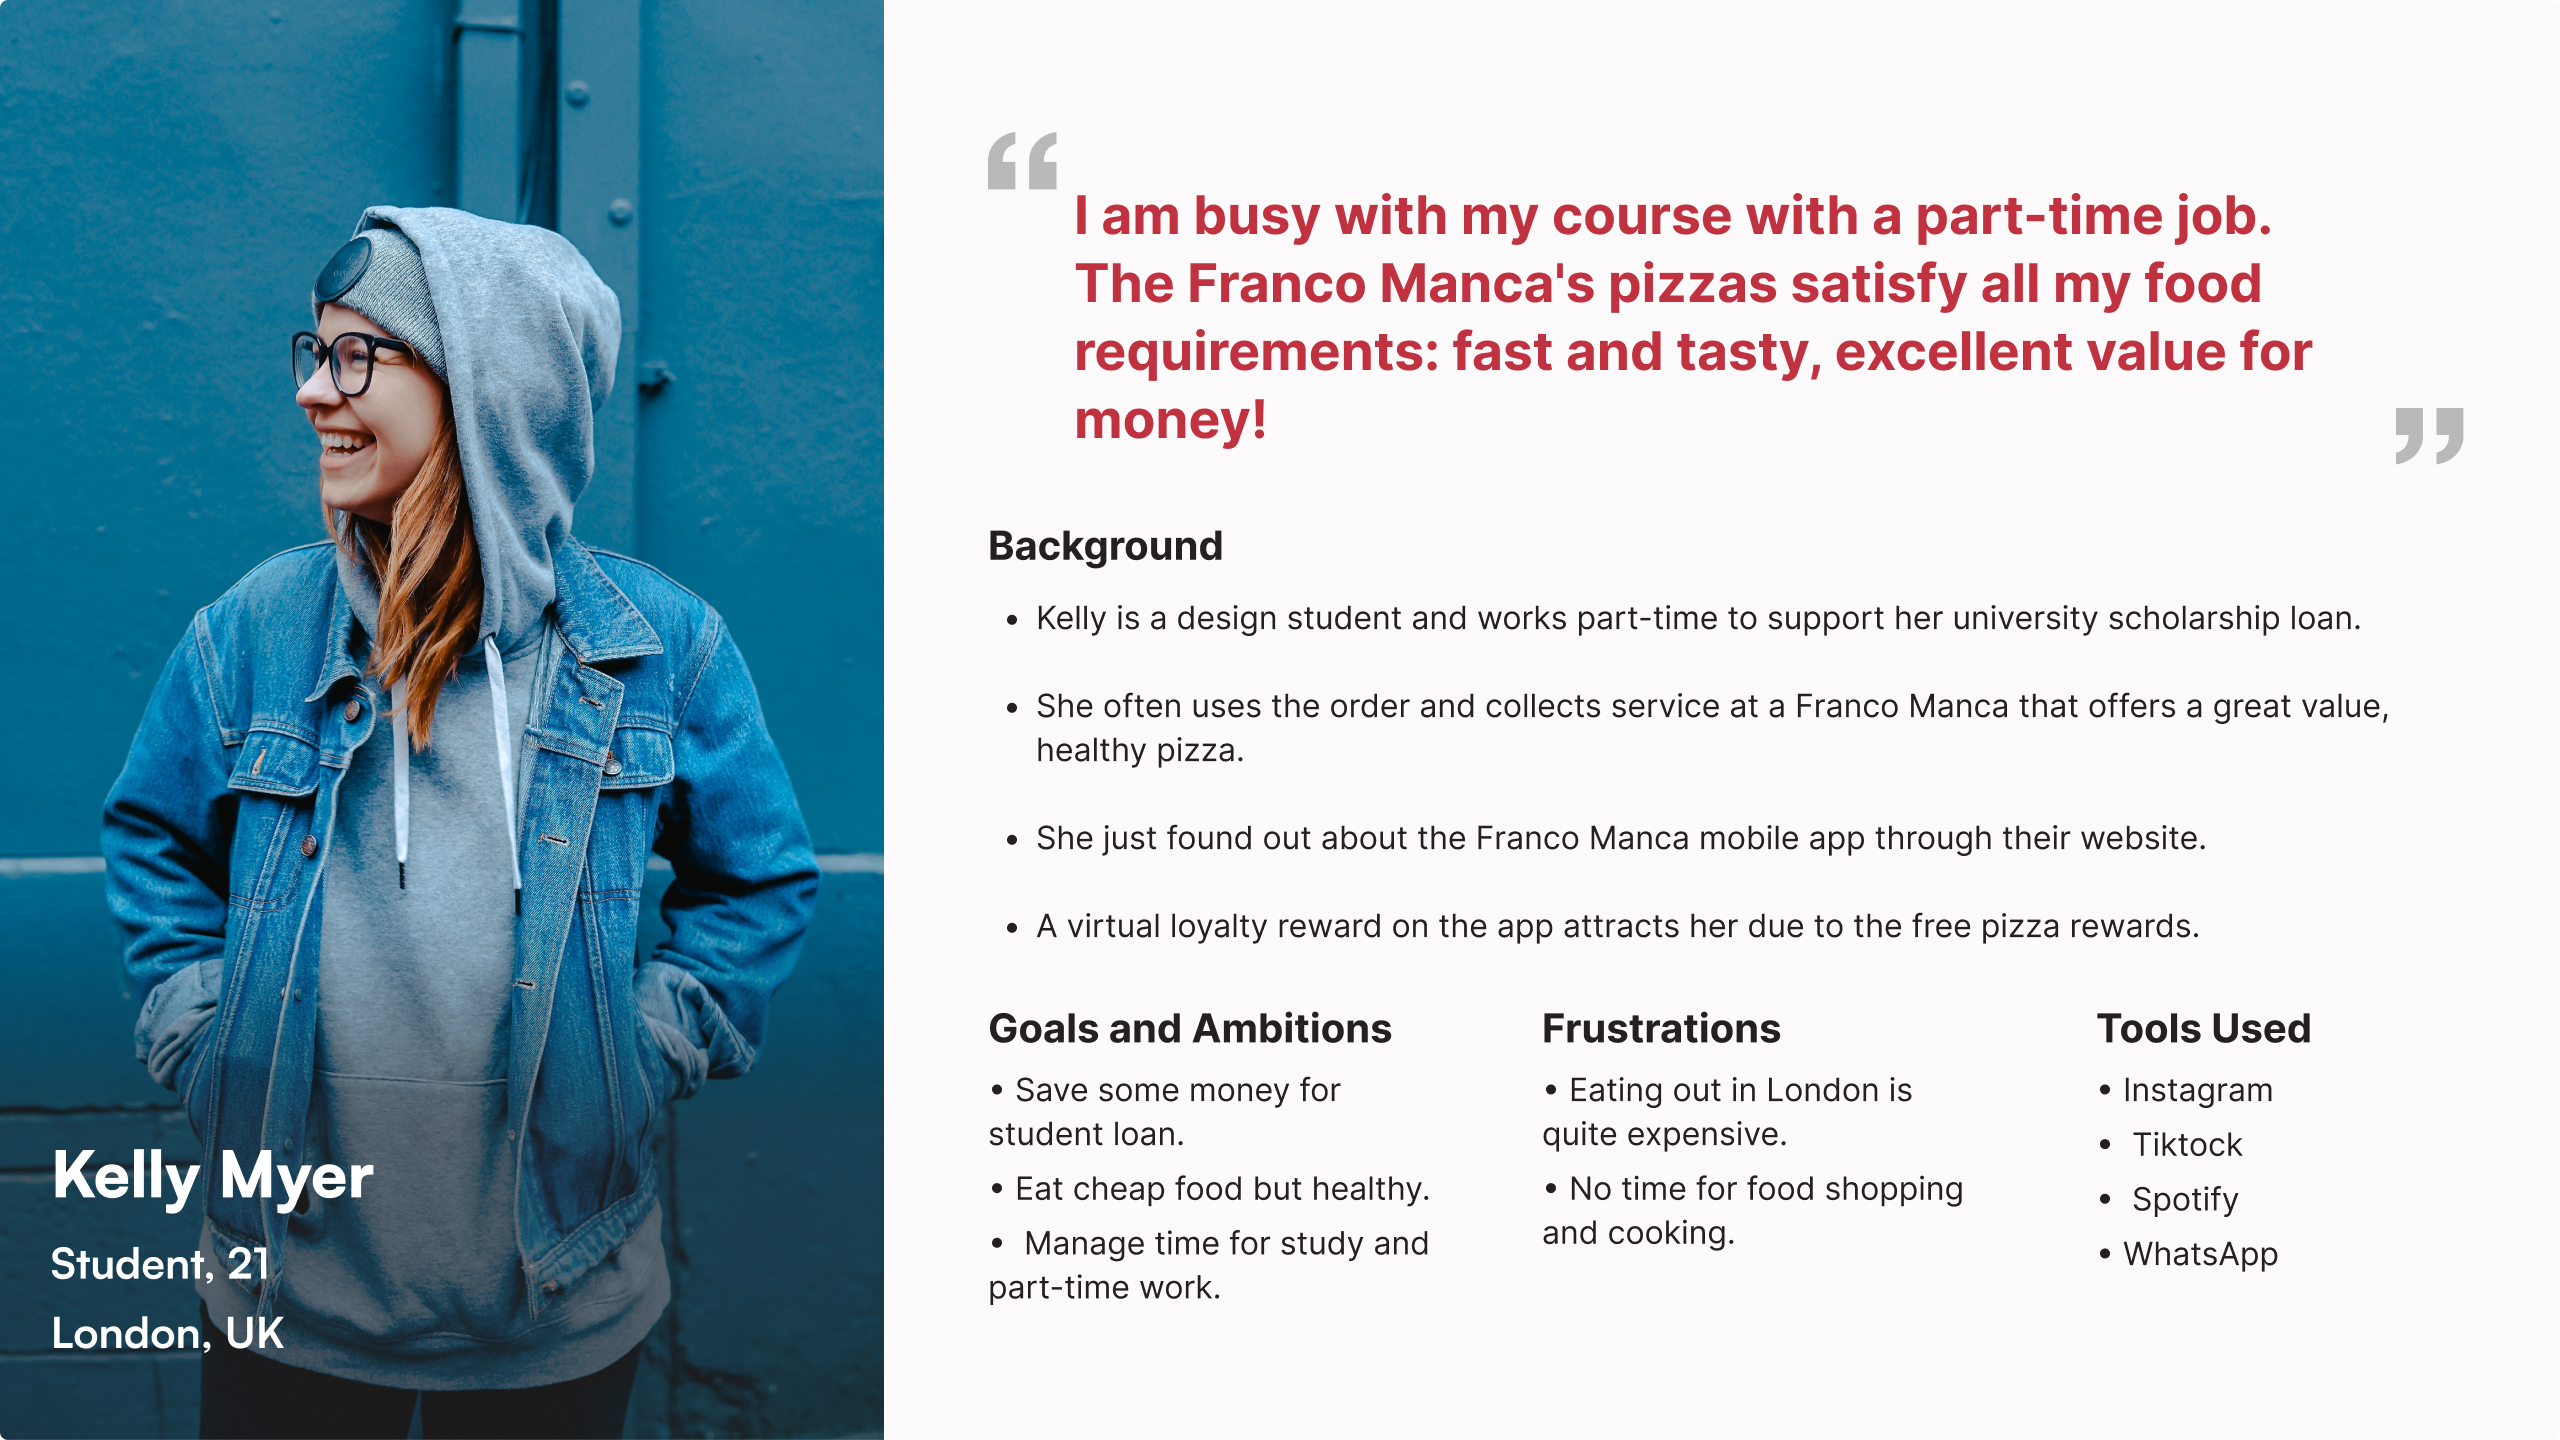 “
I am busy with my course with a part-time job.
The Franco Manca's pizzas satisfy all my food
requirements: fast and tasty, excellent value for
money!
”
Background
• Kelly is a design student and works part-time to support her university scholarship loan.
• She often uses the order and collects service at a Franco Manca that offers a great value,
healthy pizza.
• She just found out about the Franco Manca mobile app through their website.
• A virtual loyalty reward on the app attracts her due to the free pizza rewards.
Goals and Ambitions
• Save some money for
student loan.
• Eat cheap food but healthy.
• Manage time for study and
part-time work.
Frustrations
• Eating out in London is
quite expensive.
• No time for food shopping
and cooking.
Tools Used
• Instagram
• Tiktock
• Spotify
• WhatsApp
Kelly Myer
Student, 21
London, UK